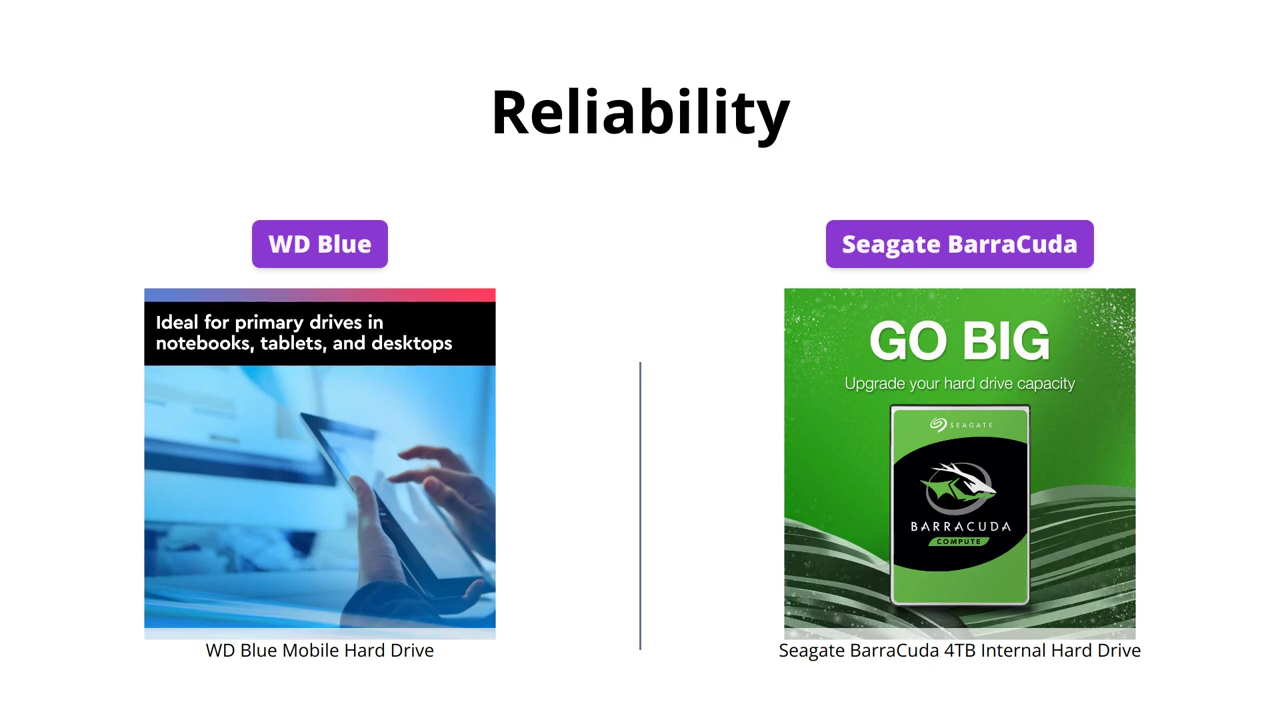 Reliability
WD Blue
Seagate BarraCuda
Ideal for primary drives in
notebooks, tablets, and desktops
GO BIG
Upgrade your hard drive capacity
SEAGATE
BARRACUDA
COMPUTE
WD Blue Mobile Hard Drive
Seagate BarraCuda 4TB Internal Hard Drive